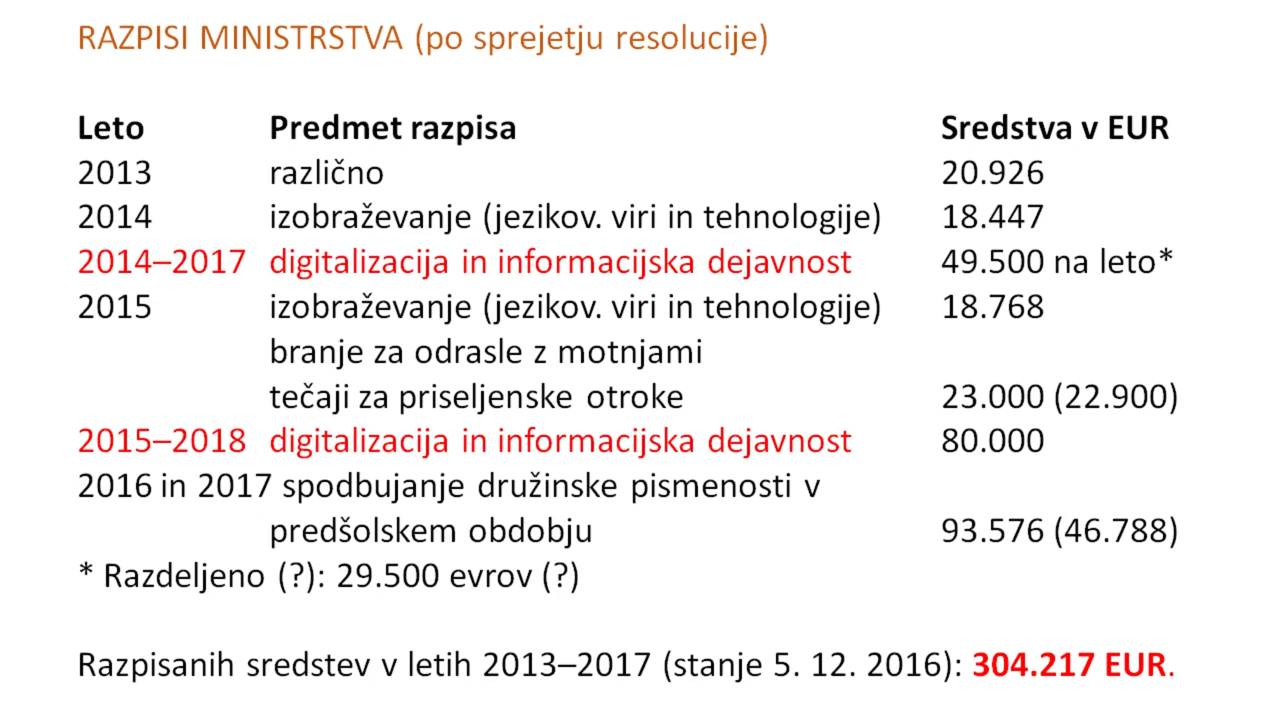 RAZPISI MINISTRSTVA (po sprejetju resolucije)
Leto Predmet razpisa Sredstva v EUR
2013 različno 20.926
2014 izobraževanje (jezikov. viri in tehnologije) 18.447
2014–2017 digitalizacija in informacijska dejavnost 49.500 na leto*
2015 izobraževanje (jezikov. viri in tehnologije) 18.768
branje za odrasle z motnjami
tečaji za priseljenske otroke 23.000 (22.900)
2015–2018 digitalizacija in informacijska dejavnost 80.000
2016 in 2017 spodbujanje družinske pismenosti v
predšolskem obdobju 93.576 (46.788)
* Razdeljeno (?): 29.500 evrov (?)
Razpisanih sredstev v letih 2013–2017 (stanje 5. 12. 2016): 304.217 EUR.